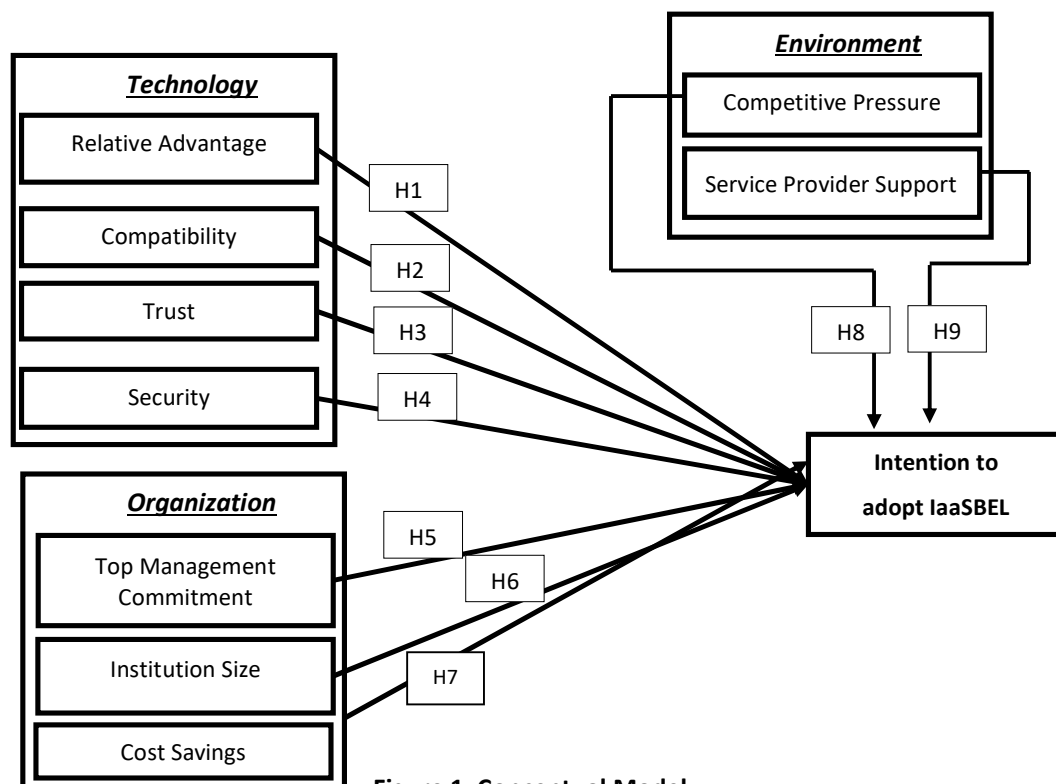 Technology
Relative Advantage
Compatibility
Trust
Security
H1
H2
H3
H4
Environment
Competitive Pressure
Service Provider Support
H8
H9
Intention to
adopt IaaSBEL
Organization
Top Management
Commitment
Institution Size
Cost Savings
H5
H6
H7
Figure 1. Conceptual Model